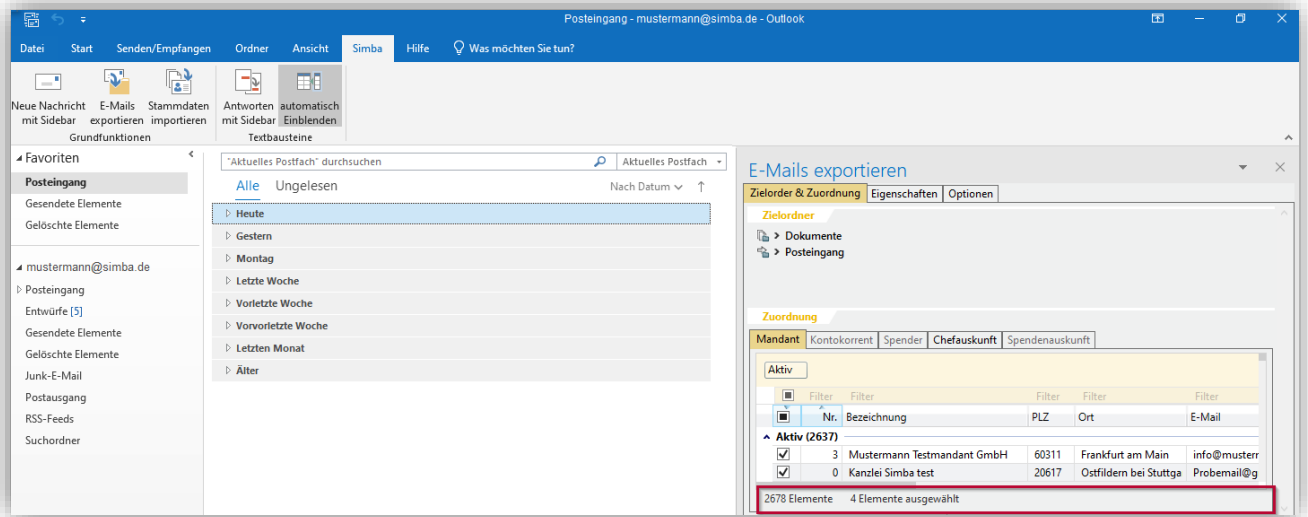 Posteingang - mustermann@simba.de - Outlook
Datei Start Senden/Empfangen Ordner Ansicht Simba Hilfe Was möchten Sie tun?
Neue Nachricht mit Sidebar
E-Mails exportieren
Stammdaten importieren
Antworten mit Sidebar
automatisch Einblenden
Grundfunktionen
Textbausteine
Favoriten
Posteingang
Gesendete Elemente
Gelöschte Elemente
mustermann@simba.de
Posteingang
Entwürfe [5]
Gesendete Elemente
Gelöschte Elemente
Junk-E-Mail
Postausgang
RSS-Feeds
Suchordner
"Aktuelles Postfach" durchsuchen
Aktuelles Postfach
Alle Ungelesen
Nach Datum
Heute
Gestern
Montag
Letzte Woche
Vorletzte Woche
Vorvorletzte Woche
Letzten Monat
Älter
E-Mails exportieren
Zielorder & Zuordnung Eigenschaften Optionen
Zielordner
Dokumente
Posteingang
Zuordnung
Mandant Kontokorrent Spender Chefauskunft Spendenauskunft
Aktiv
Filter Filter Filter Filter Filter
Nr. Bezeichnung PLZ Ort E-Mail
Aktiv (2637)
3 Mustermann Testmandant GmbH 60311 Frankfurt am Main info@musterr
0 Kanzlei Simba test 20617 Ostfildern bei Stuttga Probemail@g
2678 Elemente 4 Elemente ausgewählt